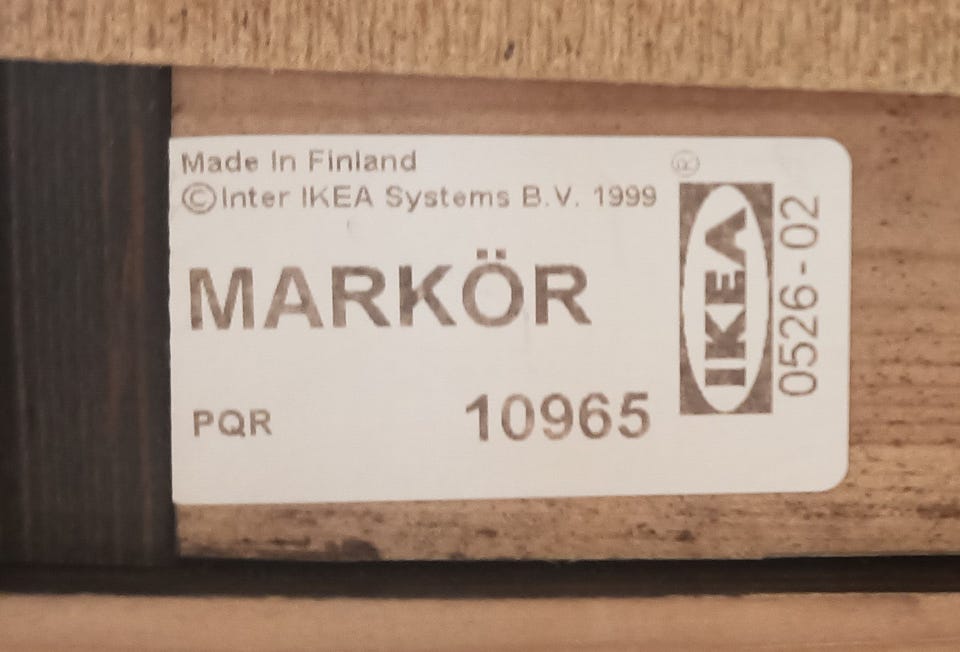 Made In Finland
©Inter IKEA Systems B.V. 1999
MARKÖR
PQR 10965
®
IKEA
0526-02